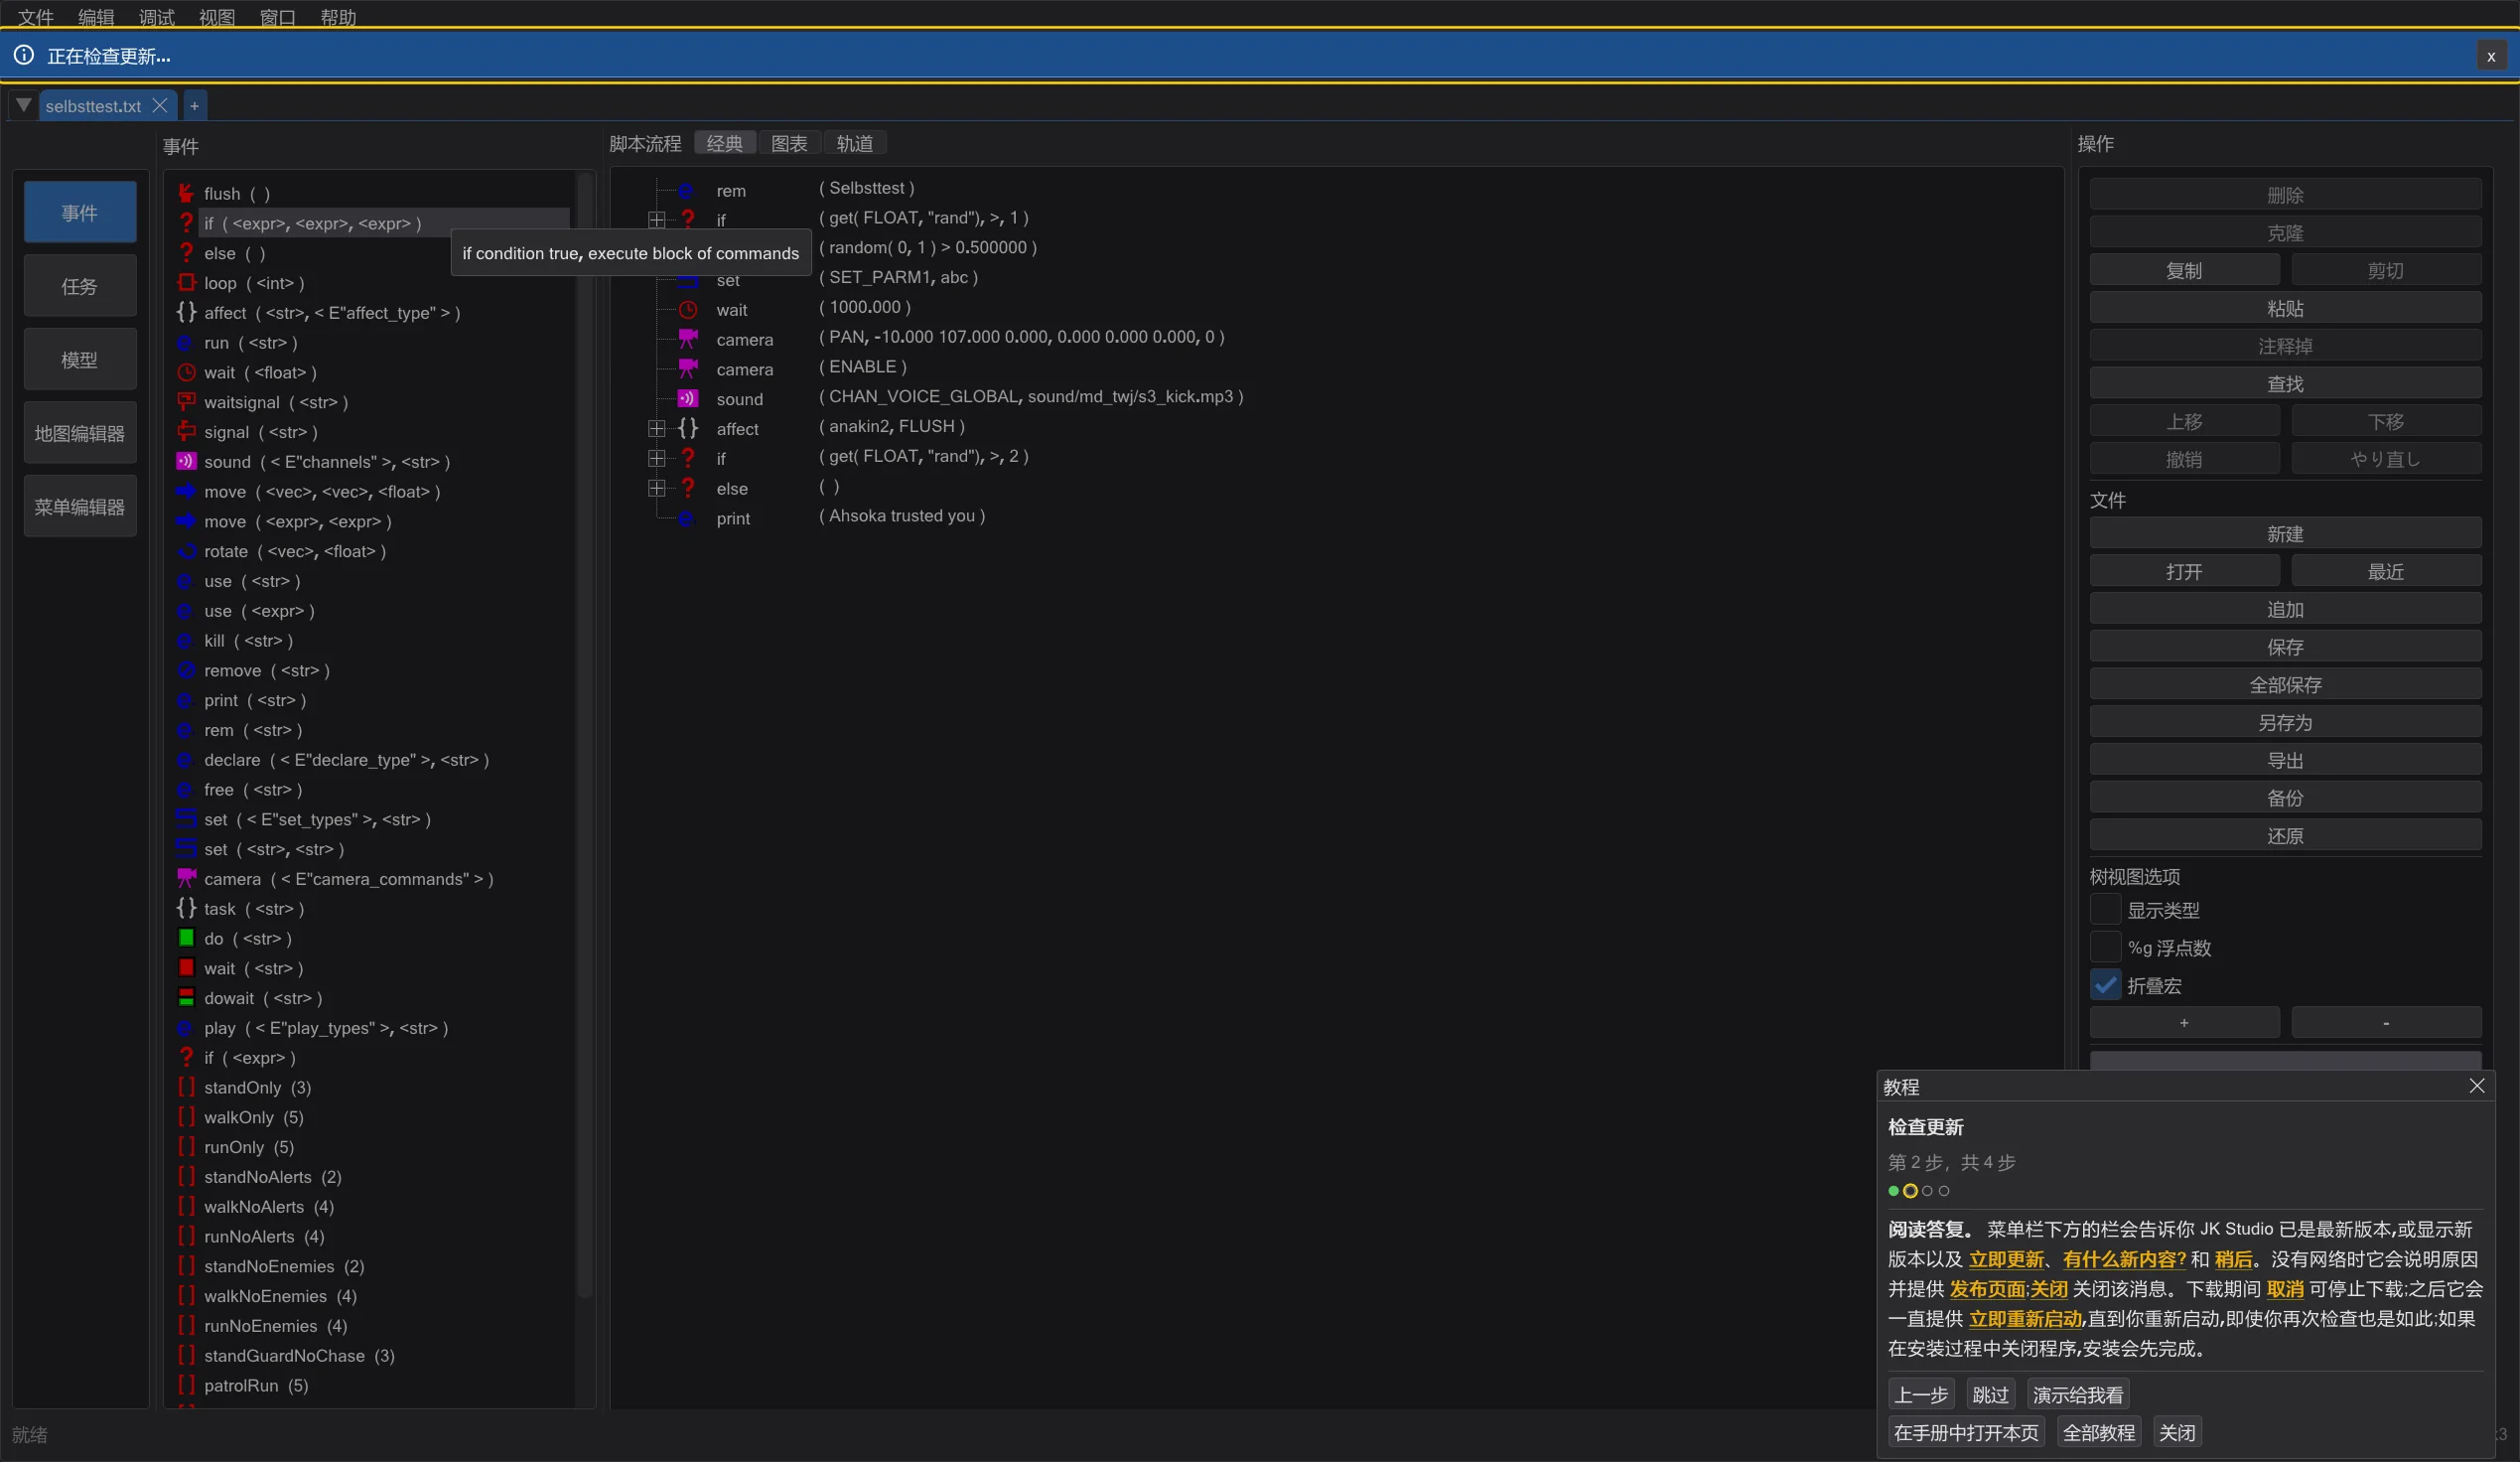 文件 编辑 调试 视图 窗口 帮助
正在检查更新...
x
selbsttest.txt
+
事件
任务
模型
地图编辑器
菜单编辑器
事件
flush ( )
if ( <expr>, <expr>, <expr> )
else ( )
loop ( <int> )
affect ( <str>, < E"affect_type" > )
run ( <str> )
wait ( <float> )
waitsignal ( <str> )
signal ( <str> )
sound ( < E"channels" >, <str> )
move ( <vec>, <vec>, <float> )
move ( <expr>, <expr> )
rotate ( <vec>, <float> )
use ( <str> )
use ( <expr> )
kill ( <str> )
remove ( <str> )
print ( <str> )
rem ( <str> )
declare ( < E"declare_type" >, <str> )
free ( <str> )
set ( < E"set_types" >, <str> )
set ( <str>, <str> )
camera ( < E"camera_commands" > )
task ( <str> )
do ( <str> )
wait ( <str> )
dowait ( <str> )
play ( < E"play_types" >, <str> )
if ( <expr> )
standOnly (3)
walkOnly (5)
runOnly (5)
standNoAlerts (2)
walkNoAlerts (4)
runNoAlerts (4)
standNoEnemies (2)
walkNoEnemies (4)
runNoEnemies (4)
standGuardNoChase (3)
patrolRun (5)
脚本流程 经典 图表 轨道
rem ( Selbsttest )
if ( get( FLOAT, "rand"), >, 1 )
( random( 0, 1 ) > 0.500000 )
if condition true, execute block of commands
set ( SET_PARM1, abc )
wait ( 1000.000 )
camera ( PAN, -10.000 107.000 0.000, 0.000 0.000 0.000, 0 )
camera ( ENABLE )
sound ( CHAN_VOICE_GLOBAL, sound/md_twj/s3_kick.mp3 )
affect ( anakin2, FLUSH )
if ( get( FLOAT, "rand"), >, 2 )
else ( )
print ( Ahsoka trusted you )
操作
删除
克隆
复制 剪切
粘贴
注释掉
查找
上移 下移
撤销 やり直し
文件
新建
打开 最近
追加
保存
全部保存
另存为
导出
备份
还原
树视图选项
显示类型
%g 浮点数
折叠宏
+ -
教程
检查更新
第 2 步，共 4 步
阅读答复。 菜单栏下方的栏会告诉你 JK Studio 已是最新版本,或显示新
版本以及 立即更新、有什么新内容? 和 稍后。没有网络时它会说明原因
并提供 发布页面;关闭 关闭该消息。下载期间 取消 可停止下载;之后它会
一直提供 立即重新启动,直到你重新启动,即使你再次检查也是如此;如果
在安装过程中关闭程序,安装会先完成。
上一步 跳过 演示给我看
在手册中打开本页 全部教程 关闭
就绪